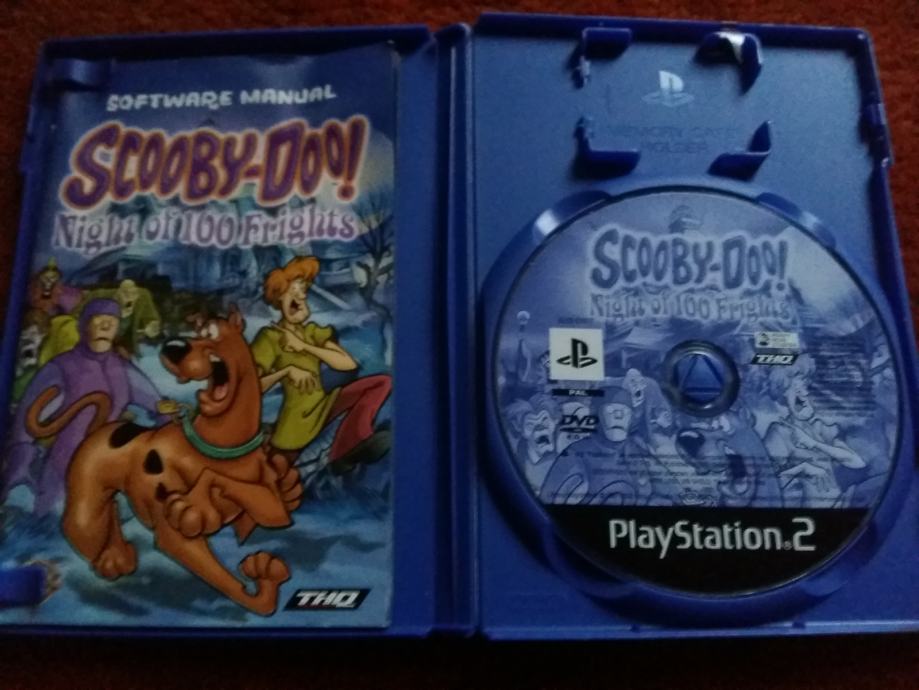 SOFTWARE MANUAL
SCOOBY-DOO!
Night of 100 Frights
THQ
MEMORY CARD
HOLDER
SCOOBY-DOO!
Night of 100 Frights
THQ
PAL
DVD
PlayStation.2